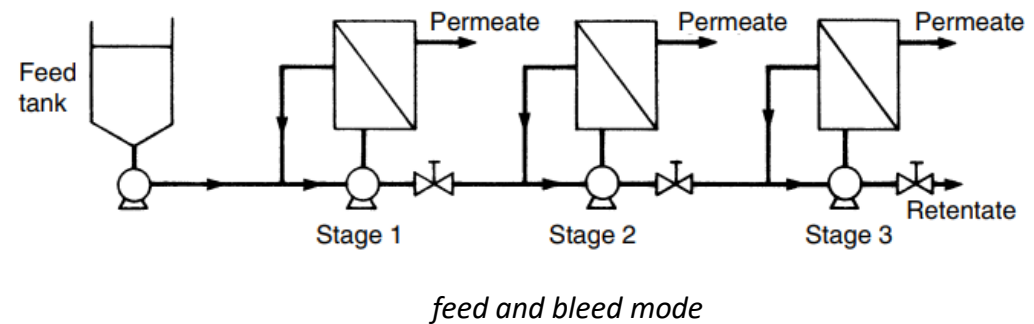 Permeate
Permeate
Permeate
Feed
tank
Retentate
Stage 1
Stage 2
Stage 3
feed and bleed mode